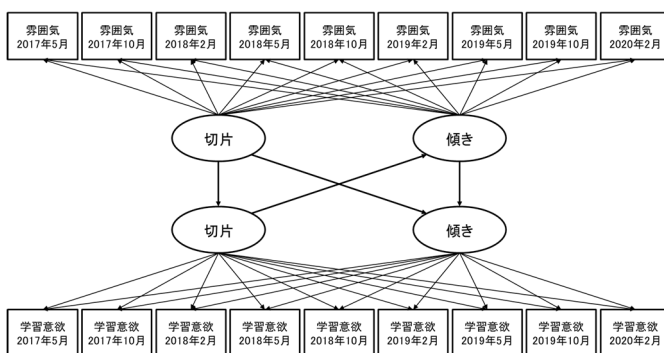 雰囲気
2017年5月
雰囲気
2017年10月
雰囲気
2018年2月
雰囲気
2018年5月
雰囲気
2018年10月
雰囲気
2019年2月
雰囲気
2019年5月
雰囲気
2019年10月
雰囲気
2020年2月
切片
傾き
切片
傾き
学習意欲
2017年5月
学習意欲
2017年10月
学習意欲
2018年2月
学習意欲
2018年5月
学習意欲
2018年10月
学習意欲
2019年2月
学習意欲
2019年5月
学習意欲
2019年10月
学習意欲
2020年2月